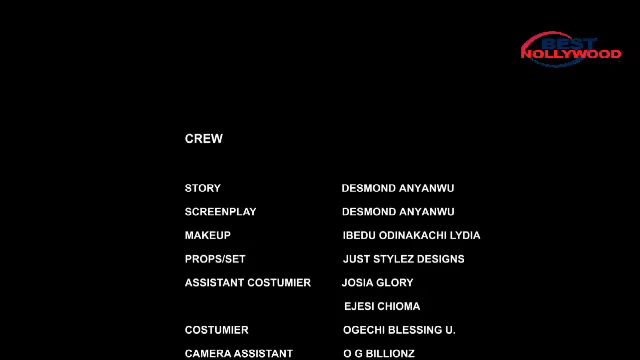 BEST
NOLLYWOOD
CREW
STORY DESMOND ANYANWU
SCREENPLAY DESMOND ANYANWU
MAKEUP IBEDU ODINAKACHI LYDIA
PROPS/SET JUST STYLEZ DESIGNS
ASSISTANT COSTUMIER JOSIA GLORY
EJESI CHIOMA
COSTUMIER OGECHI BLESSING U.
CAMERA ASSISTANT O G BILLIONZ